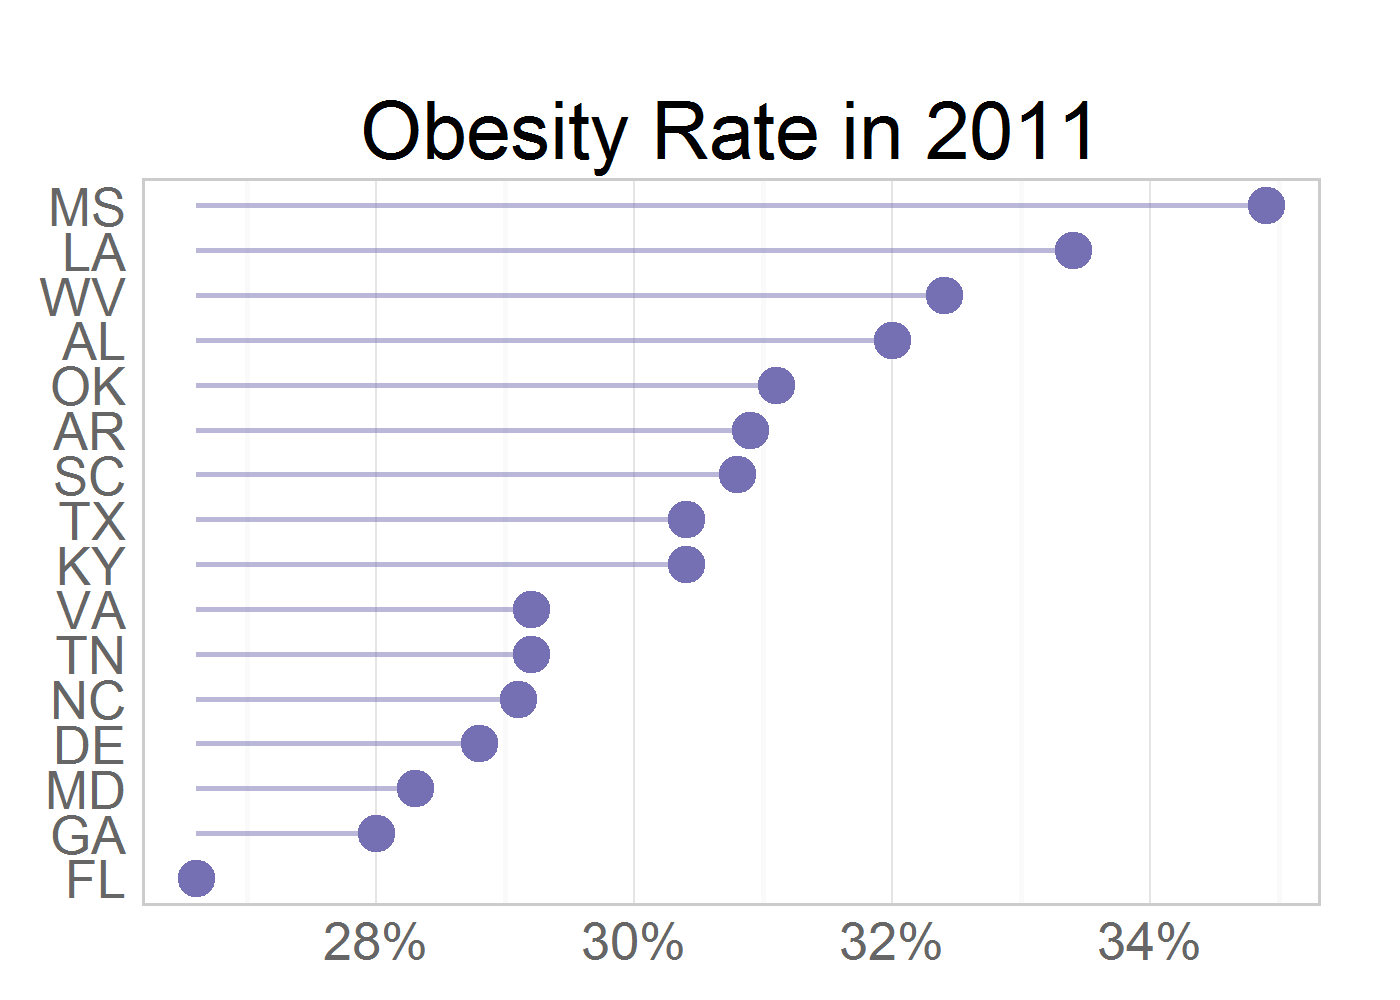 Obesity Rate in 2011
MS
LA
WV
AL
OK
AR
SC
TX
KY
VA
TN
NC
DE
MD
GA
FL
28% 30% 32% 34%